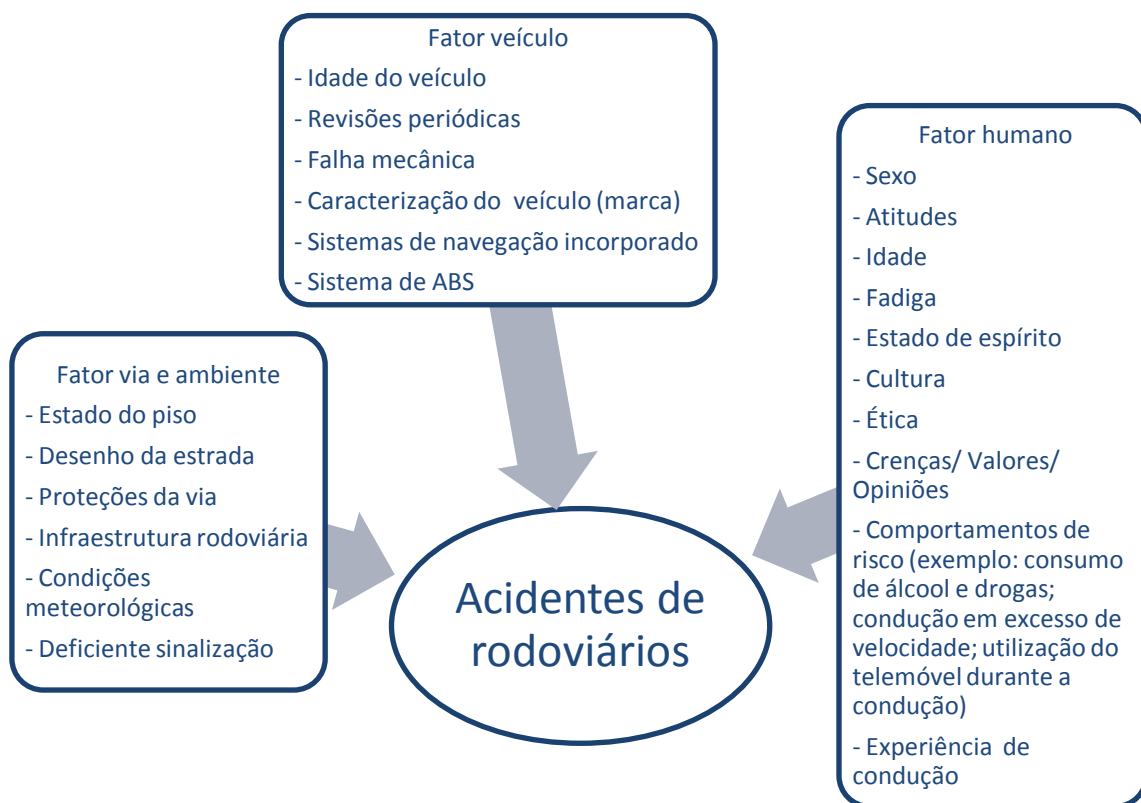 Fator veículo
- Idade do veículo
- Revisões periódicas
- Falha mecânica
- Caracterização do veículo (marca)
- Sistemas de navegação incorporado
- Sistema de ABS
Fator via e ambiente
- Estado do piso
- Desenho da estrada
- Proteções da via
- Infraestrutura rodoviária
- Condições
meteorológicas
- Deficiente sinalização
Acidentes de
rodoviários
Fator humano
- Sexo
- Atitudes
- Idade
- Fadiga
- Estado de espírito
- Cultura
- Ética
- Crenças/ Valores/
Opiniões
- Comportamentos de
risco (exemplo: consumo
de álcool e drogas;
condução em excesso de
velocidade; utilização do
telemóvel durante a
condução)
- Experiência de
condução